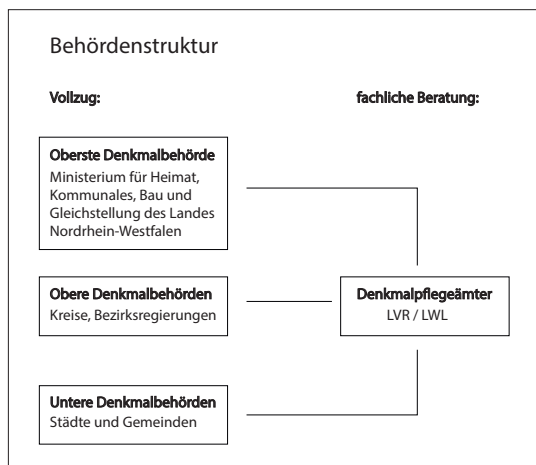 Behördenstruktur
Vollzug:
fachliche Beratung:
Oberste Denkmalbehörde
Ministerium für Heimat,
Kommunales, Bau und
Gleichstellung des Landes
Nordrhein-Westfalen
Obere Denkmalbehörden
Kreise, Bezirksregierungen
Denkmalpflegeämter
LVR / LWL
Untere Denkmalbehörden
Städte und Gemeinden